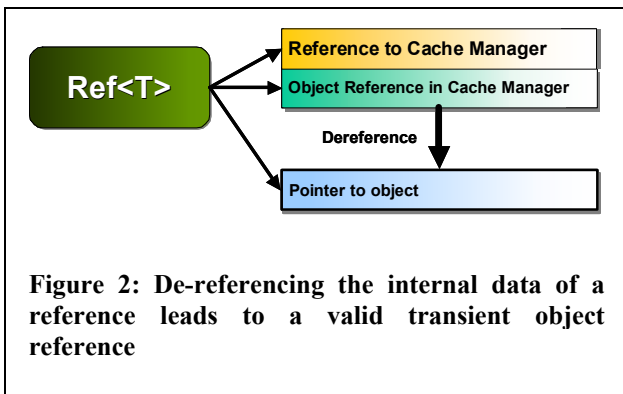 Reference to Cache Manager
Ref<T>
Object Reference in Cache Manager
Dereference
Pointer to object
Figure 2: De-referencing the internal data of a
reference leads to a valid transient object
reference